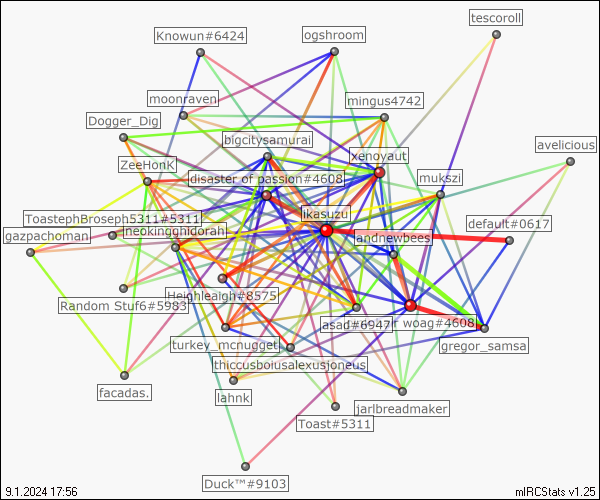 tescoroll
Knowun#6424
ogshroom
moonraven
mingus4742
Dogger_Dig
bigcitysamurai
avelicious
xenoyaut
ZeeHonK
disaster of passion#4608
mukszi
ToastephBroseph5311#5311
likasuzu
default#0617
gazpachoman
neokingghidorah
landnewbees
Heighleaigh#8575
Random Stuf6#5983
asad#6947
woag#4608
turkey_mcnugget
gregor_samsa
thiccusboiusalexusjoneus
facadas.
lahnk
jarlbreadmaker
Toast#5311
Duck™#9103
9.1.2024 17:56
mIRCStats v1.25